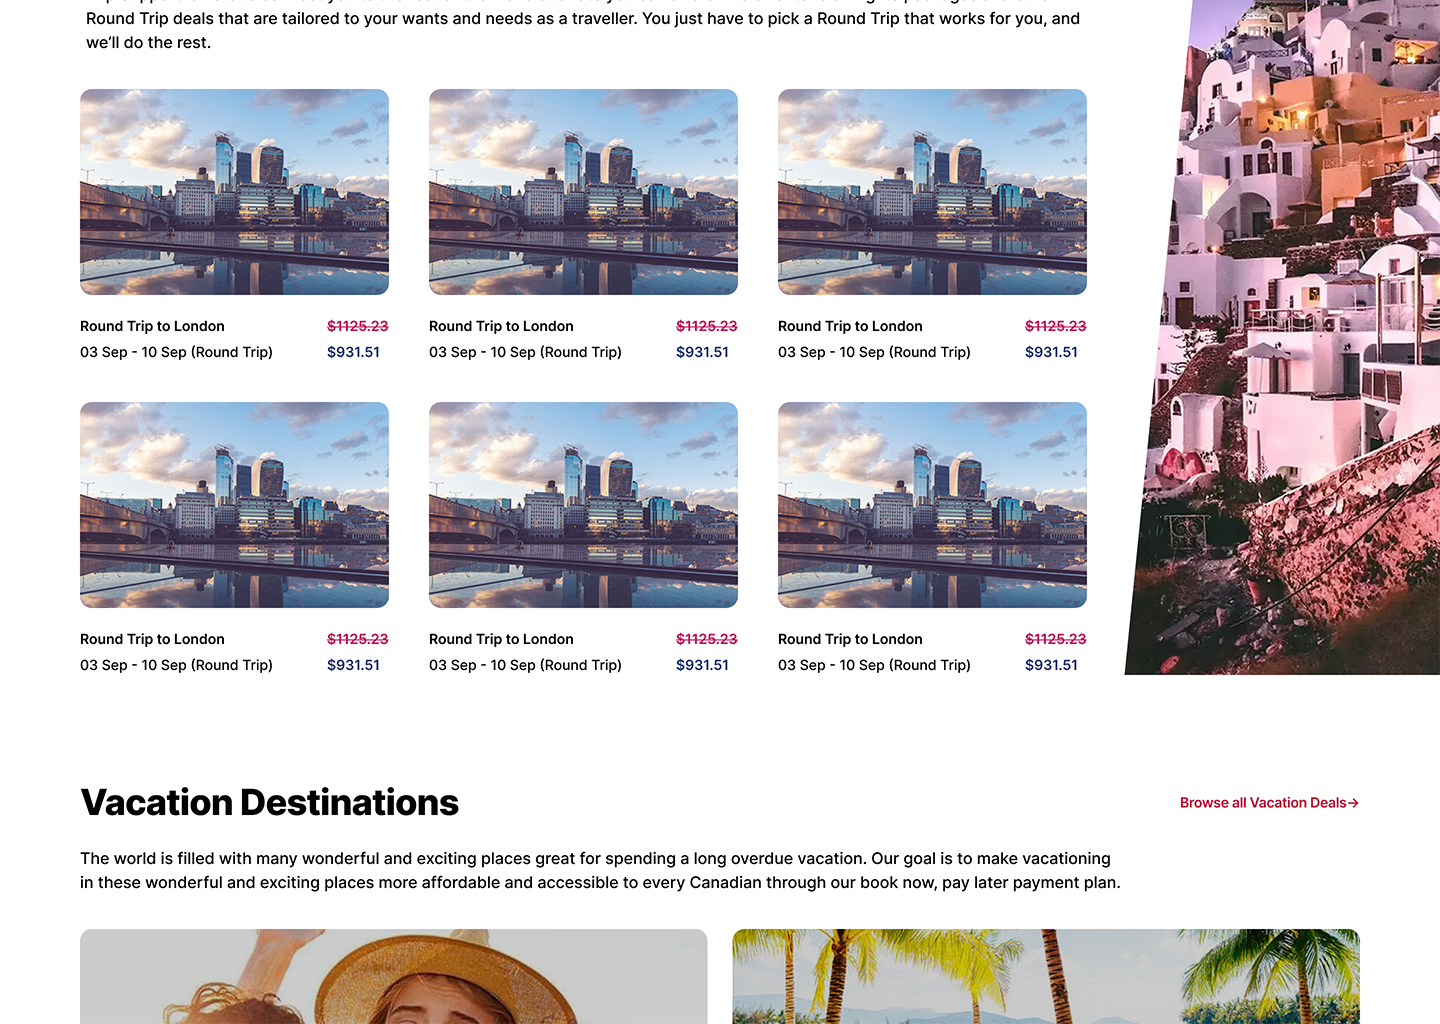 Round Trip deals that are tailored to your wants and needs as a traveller. You just have to pick a Round Trip that works for you, and
we’ll do the rest.
Round Trip to London $1125.23
03 Sep - 10 Sep (Round Trip) $931.51
Round Trip to London $1125.23
03 Sep - 10 Sep (Round Trip) $931.51
Round Trip to London $1125.23
03 Sep - 10 Sep (Round Trip) $931.51
Round Trip to London $1125.23
03 Sep - 10 Sep (Round Trip) $931.51
Round Trip to London $1125.23
03 Sep - 10 Sep (Round Trip) $931.51
Round Trip to London $1125.23
03 Sep - 10 Sep (Round Trip) $931.51
Vacation Destinations
Browse all Vacation Deals→
The world is filled with many wonderful and exciting places great for spending a long overdue vacation. Our goal is to make vacationing
in these wonderful and exciting places more affordable and accessible to every Canadian through our book now, pay later payment plan.